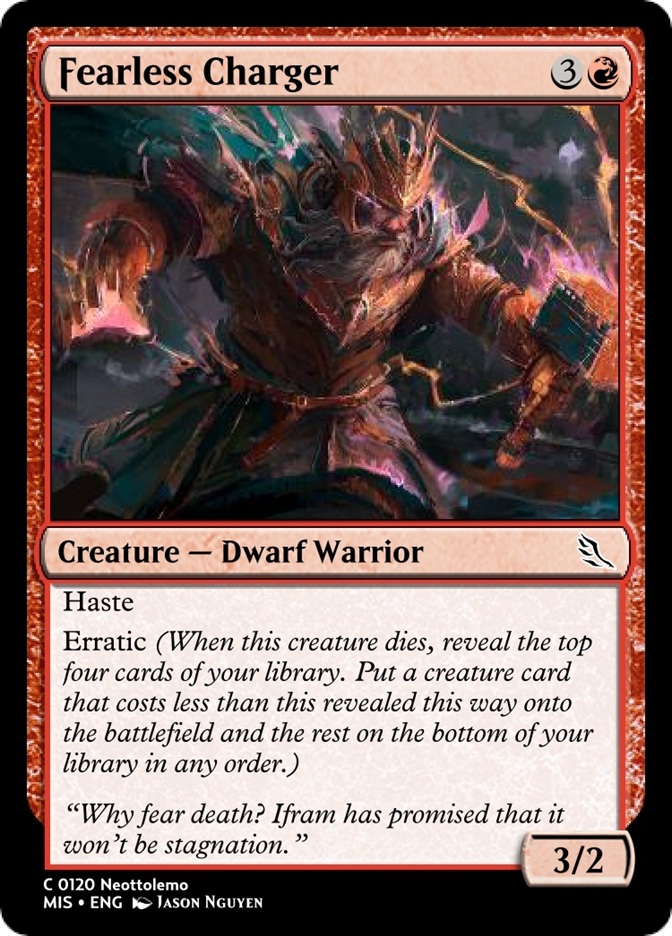 Fearless Charger
3
Creature — Dwarf Warrior
Haste
Erratic (When this creature dies, reveal the top
four cards of your library. Put a creature card
that costs less than this revealed this way onto
the battlefield and the rest on the bottom of your
library in any order.)
“Why fear death? Ifram has promised that it
won’t be stagnation.”
3/2
C 0120 Neottolemo
MIS • ENG Jason Nguyen